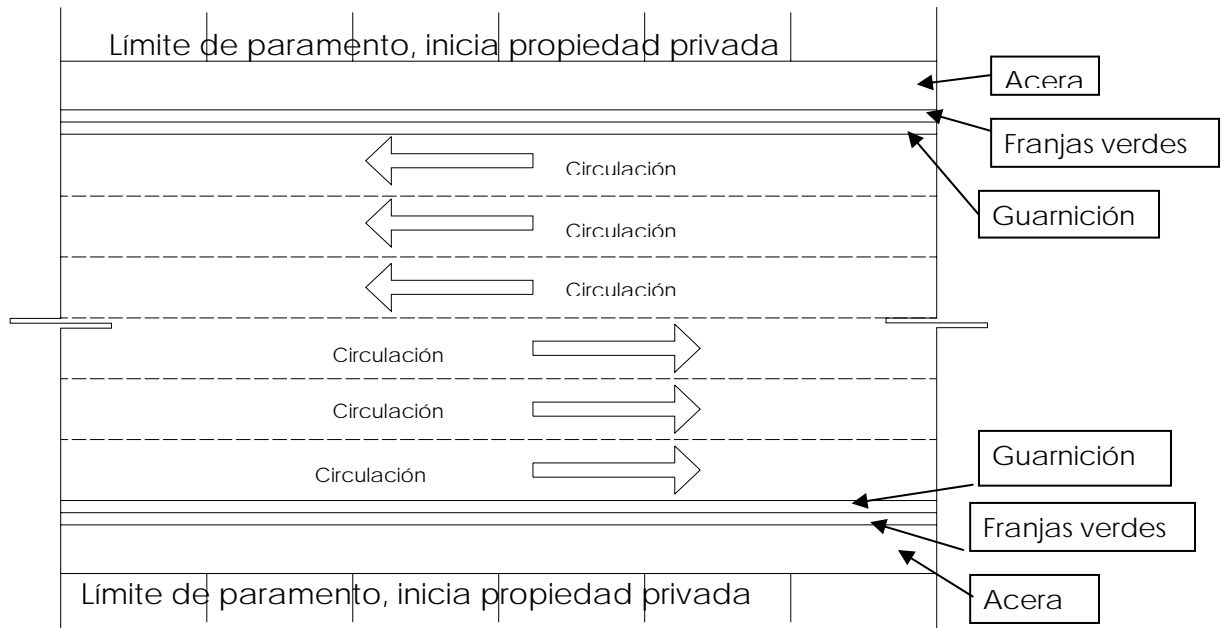 Límite de paramento, inicia propiedad privada
Acera
Franjas verdes
Guarnición
Circulación
Circulación
Circulación
Circulación
Circulación
Circulación
Guarnición
Franjas verdes
Acera
Límite de paramento, inicia propiedad privada